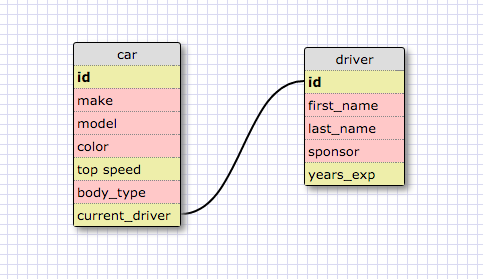 car
id
make
model
color
top speed
body_type
current_driver
driver
id
first_name
last_name
sponsor
years_exp